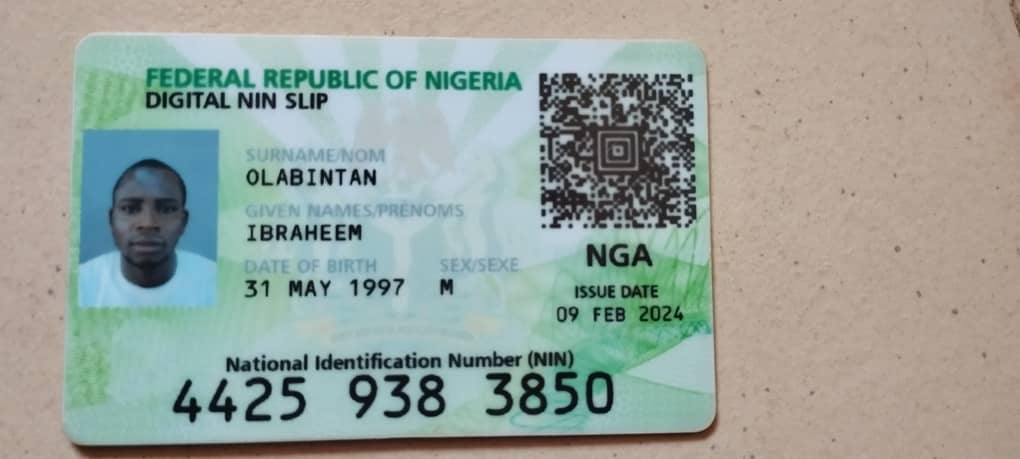 FEDERAL REPUBLIC OF NIGERIA
DIGITAL NIN SLIP
SURNAME/NOM
OLABINTAN
GIVEN NAMES/PRÉNOMS
IBRAHEEM
DATE OF BIRTH SEX/SEXE
31 MAY 1997 M
NGA
ISSUE DATE
09 FEB 2024
National Identification Number (NIN)
4425 938 3850